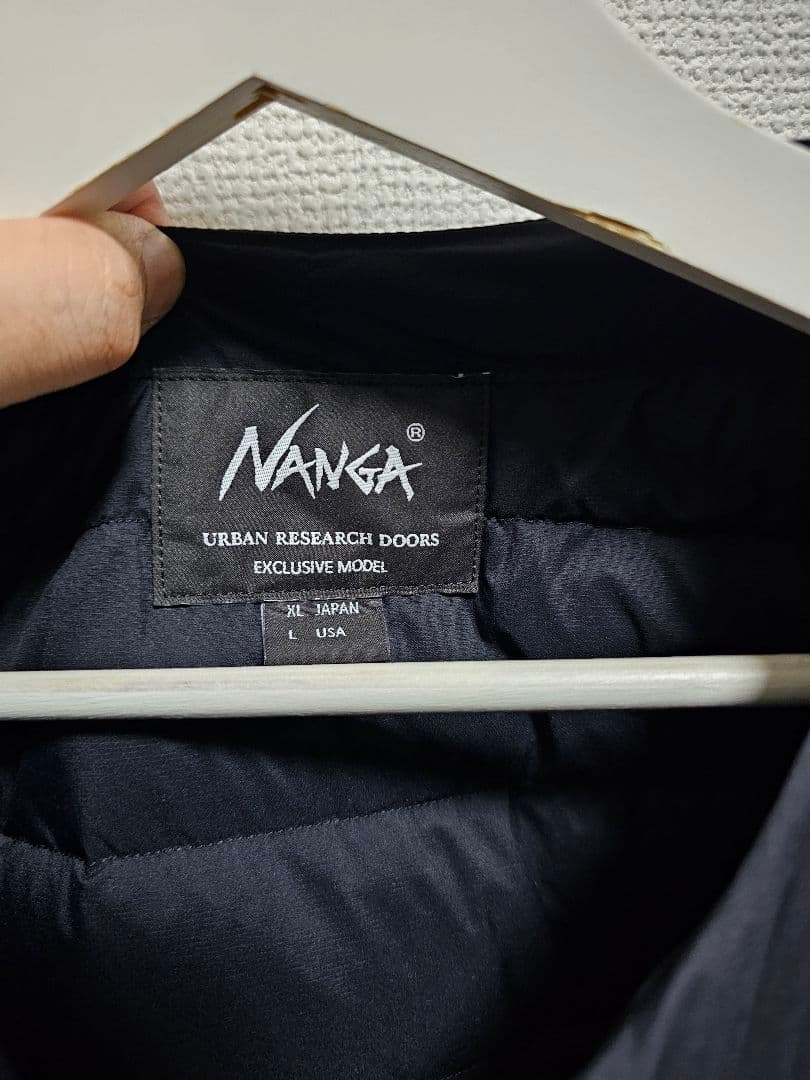 NANGA®
URBAN RESEARCH DOORS
EXCLUSIVE MODEL
XL JAPAN
L USA